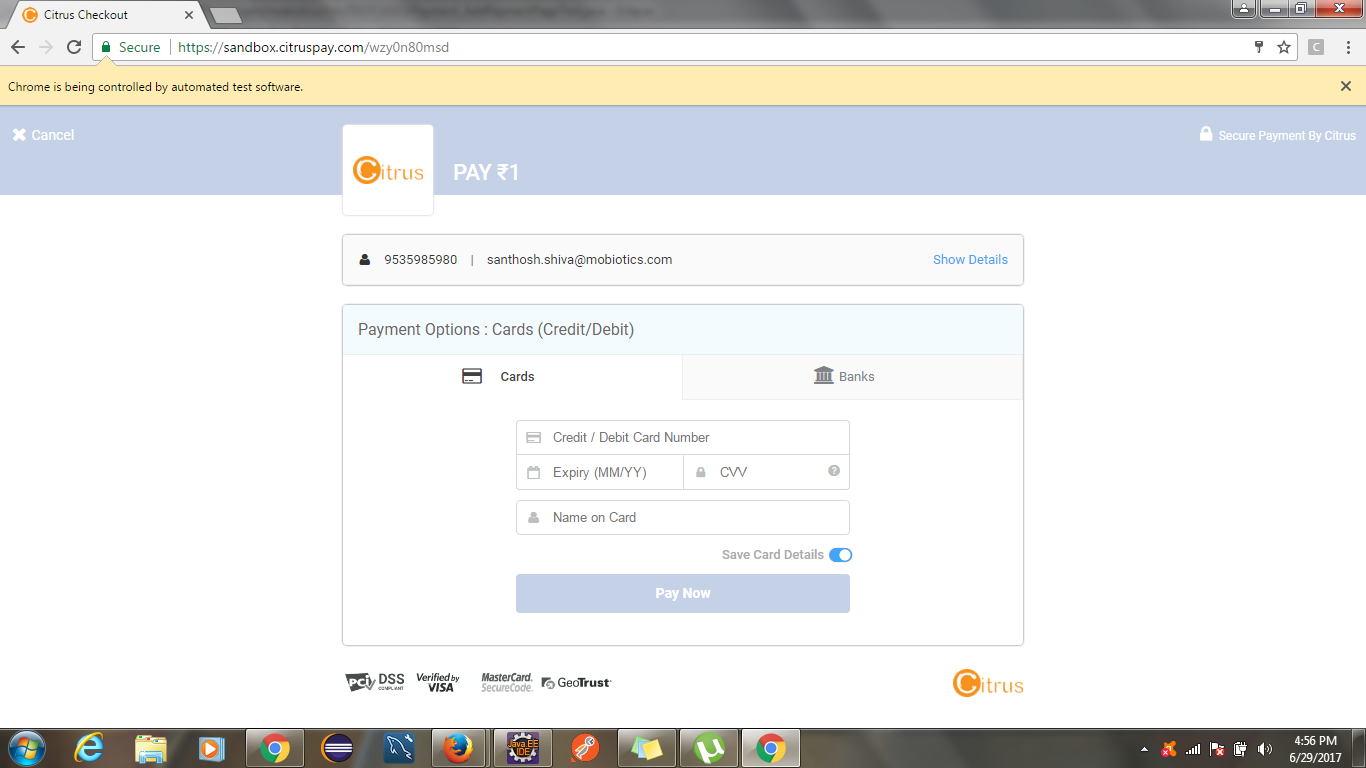 Citrus Checkout
Secure
https://sandbox.citruspay.com/wzy0n80msd
C
Chrome is being controlled by automated test software.
Cancel
Secure Payment By Citrus
Citrus
PAY ₹1
9535985980 | santhosh.shiva@mobiotics.com
Show Details
Payment Options : Cards (Credit/Debit)
Cards
Banks
Credit / Debit Card Number
Expiry (MM/YY)
CVV
?
Name on Card
Save Card Details
Pay Now
PCI DSS COMPLIANT
Verified by VISA
MasterCard. SecureCode.
GeoTrust
Citrus
Java EE IDE
4:56 PM
6/29/2017